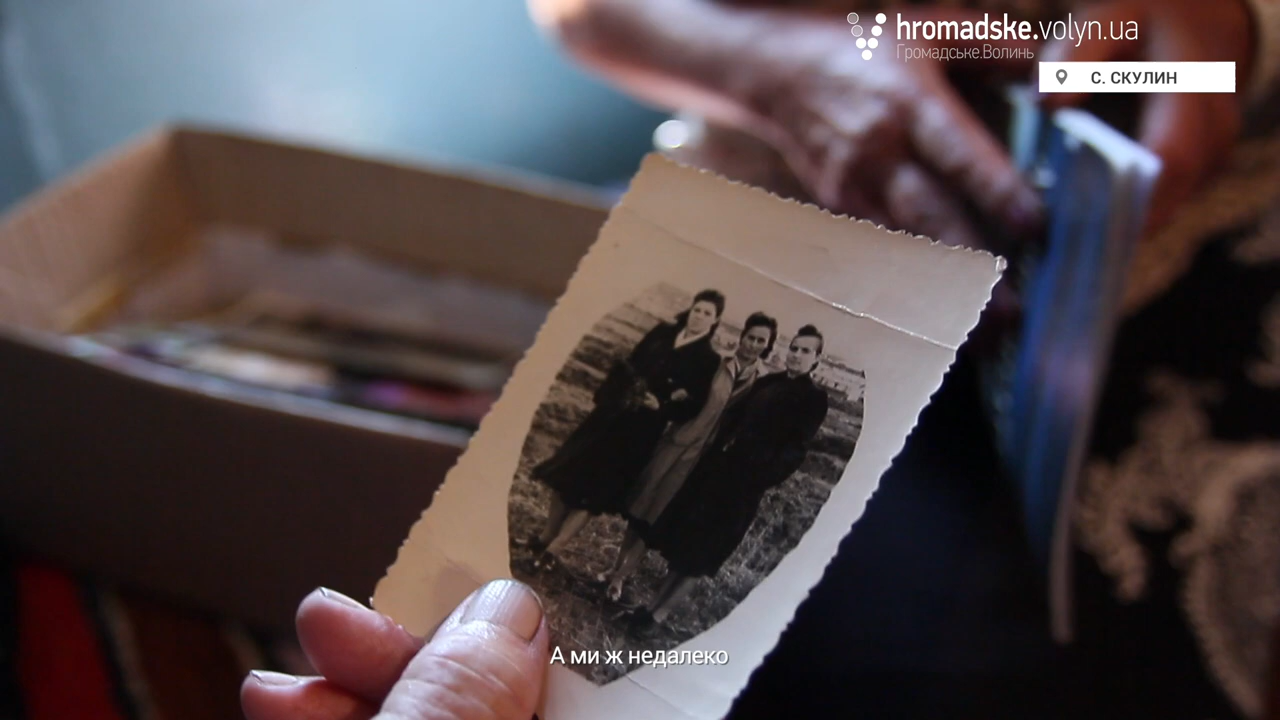 hromadske.volyn.ua
Громадське.Волинь
С. СКУЛИН
А ми ж недалеко